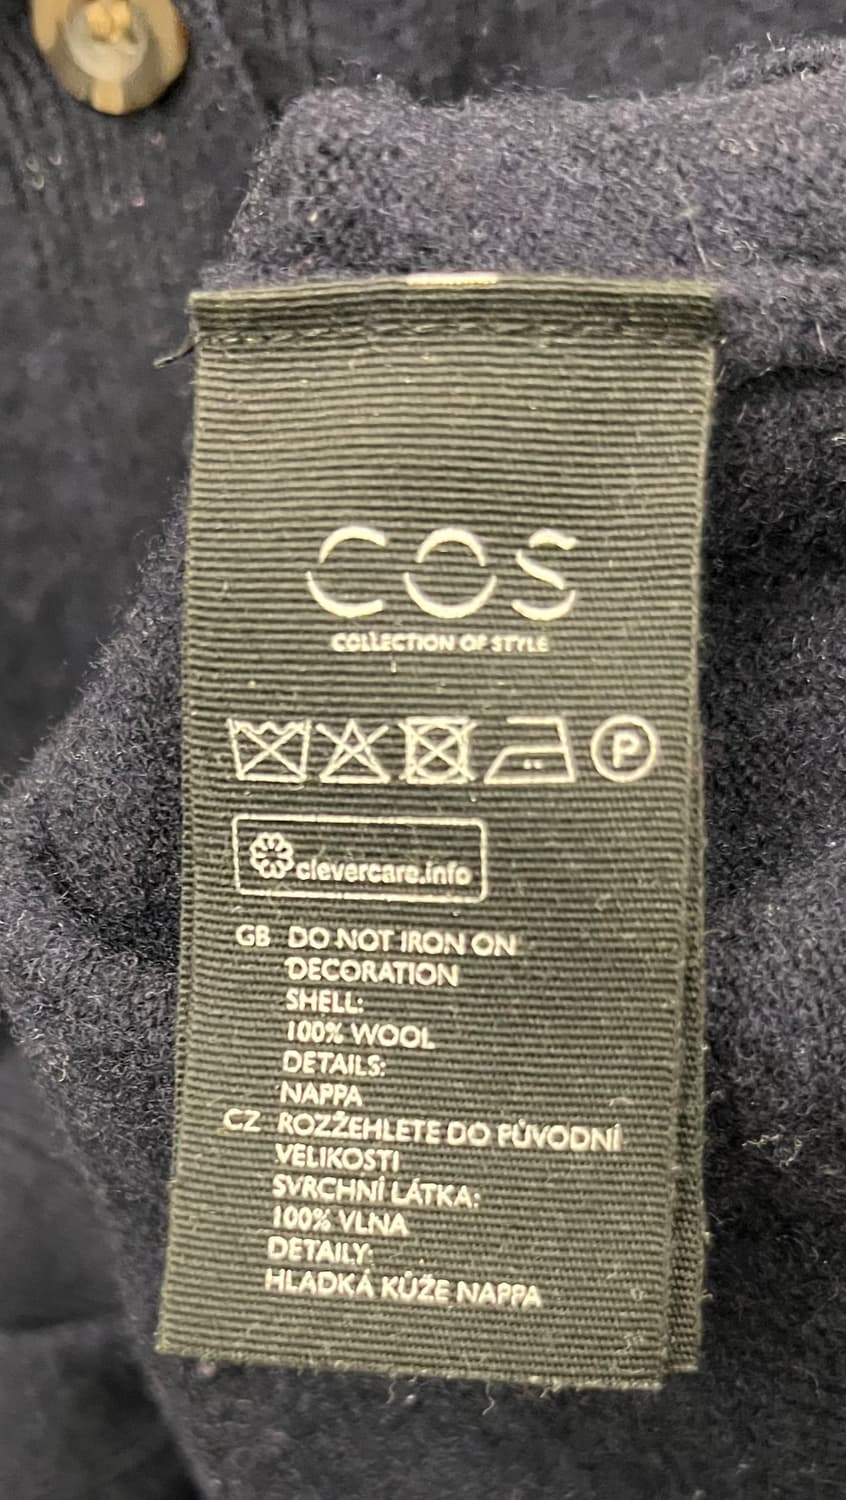 COS
COLLECTION OF STYLE
P
clevercare.info
GB DO NOT IRON ON
DECORATION
SHELL:
100% WOOL
DETAILS:
NAPPA
CZ ROZŽEHLETE DO PŮVODNÍ
VELIKOSTI
SVRCHNÍ LÁTKA:
100% VLNA
DETAILY:
HLADKÁ KŮŽE NAPPA